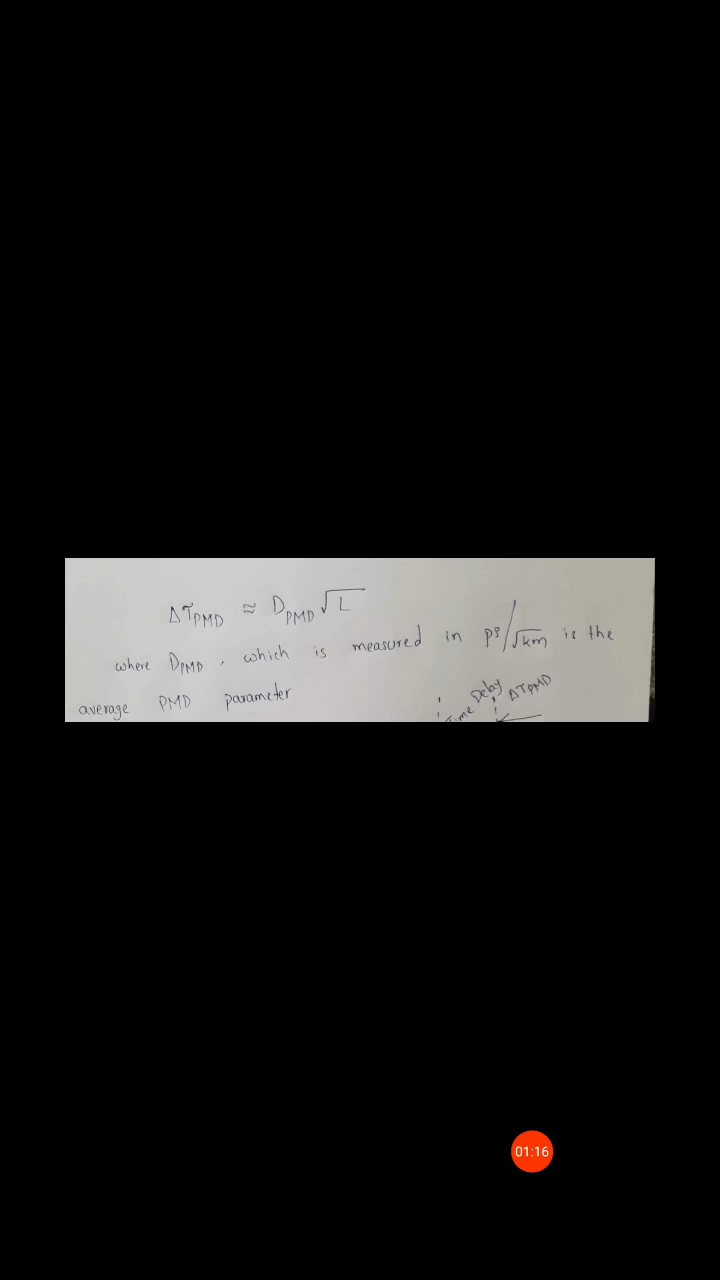 ΔτPMD ≈ DPMD √L
where DPMD, which is measured in ps/√km is the
average PMD parameter
Time Delay ΔTPMD
01:16